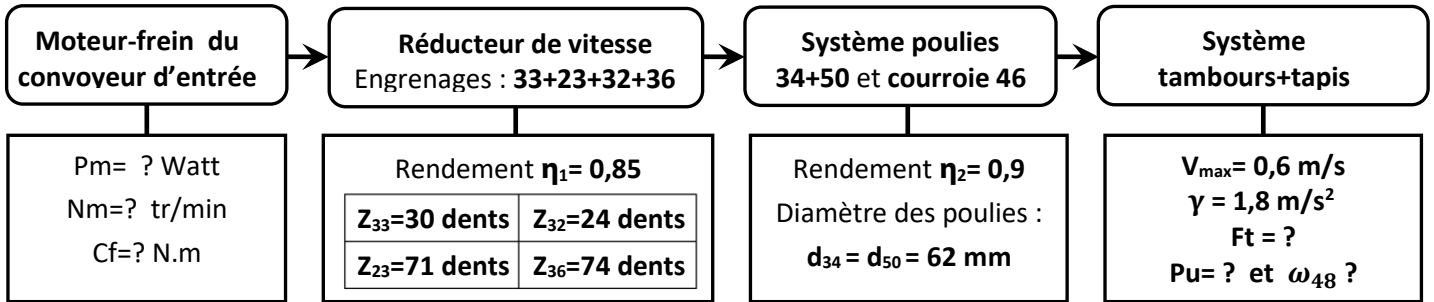 Moteur-frein du
convoyeur d'entrée
Réducteur de vitesse
Engrenages : 33+23+32+36
Système poulies
34+50 et courroie 46
Système
tambours+tapis
Pm= ? Watt
Nm=? tr/min
Cf=? N.m
Rendement η₁= 0,85
Z₃₃=30 dents Z₃₂=24 dents
Z₂₃=71 dents Z₃₆=74 dents
Rendement η₂= 0,9
Diamètre des poulies :
d₃₄ = d₅₀ = 62 mm
Vₘₐₓ= 0,6 m/s
γ = 1,8 m/s²
Ft = ?
Pu= ? et ω₄₈ ?